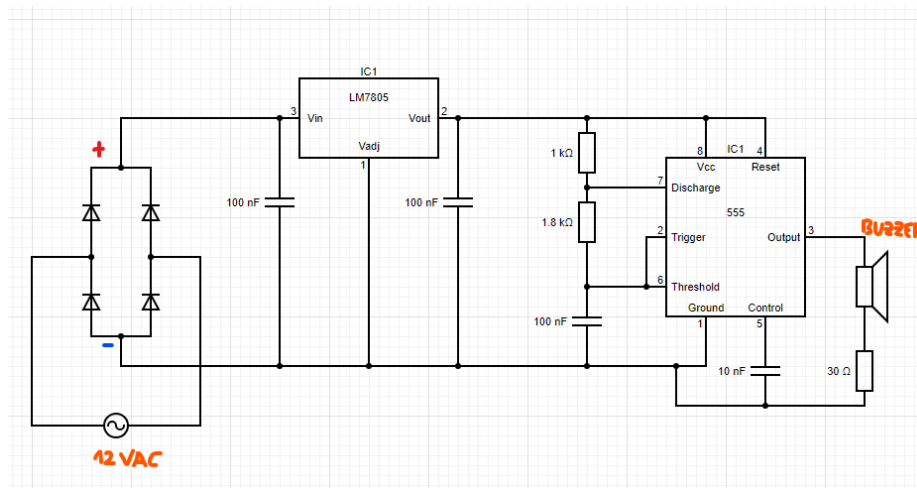 IC1
LM7805
3
Vin
Vout
2
Vadj
1
+
100 nF
100 nF
1 kΩ
1.8 kΩ
100 nF
IC1
8
4
Vcc
Reset
7
Discharge
555
2
Trigger
Output
3
BUZZER
6
Threshold
Ground
Control
1
5
10 nF
30 Ω
-
12 VAC